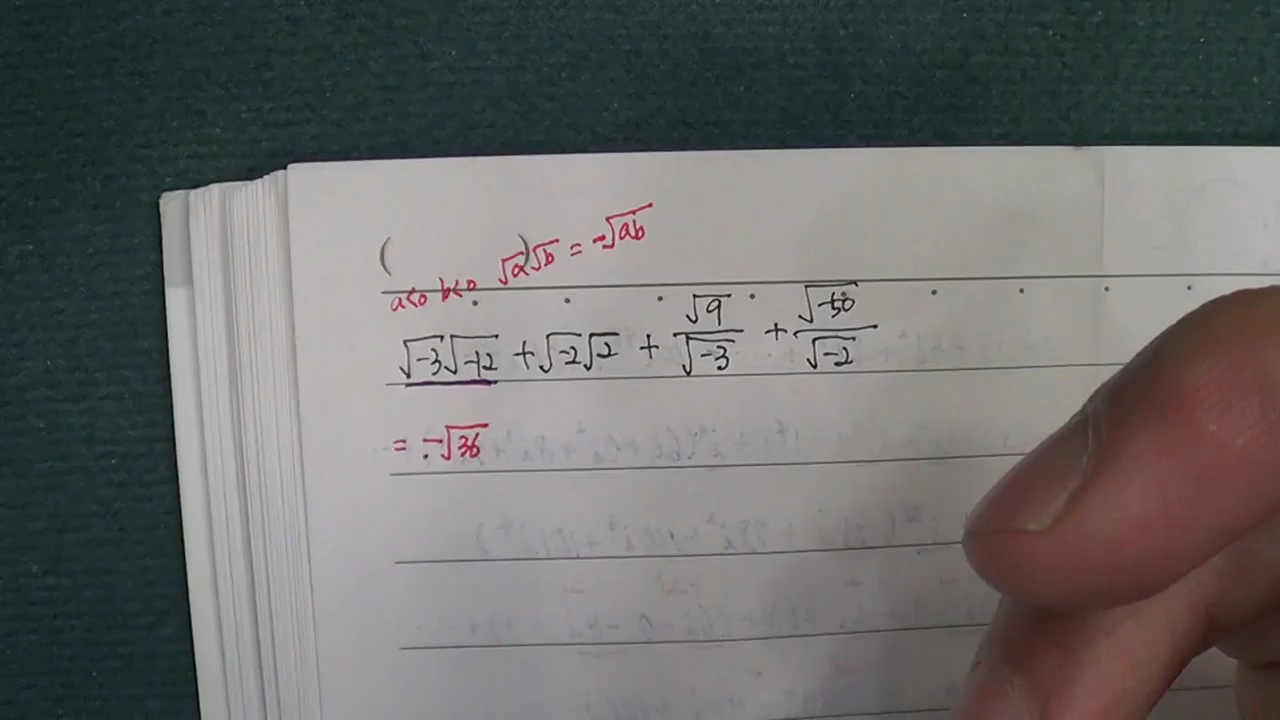 (          )
a<0 b<0 √a√b = -√ab
√-3√-12 + √-2√2 + √9/√-3 + √-50/√-2
= -√36